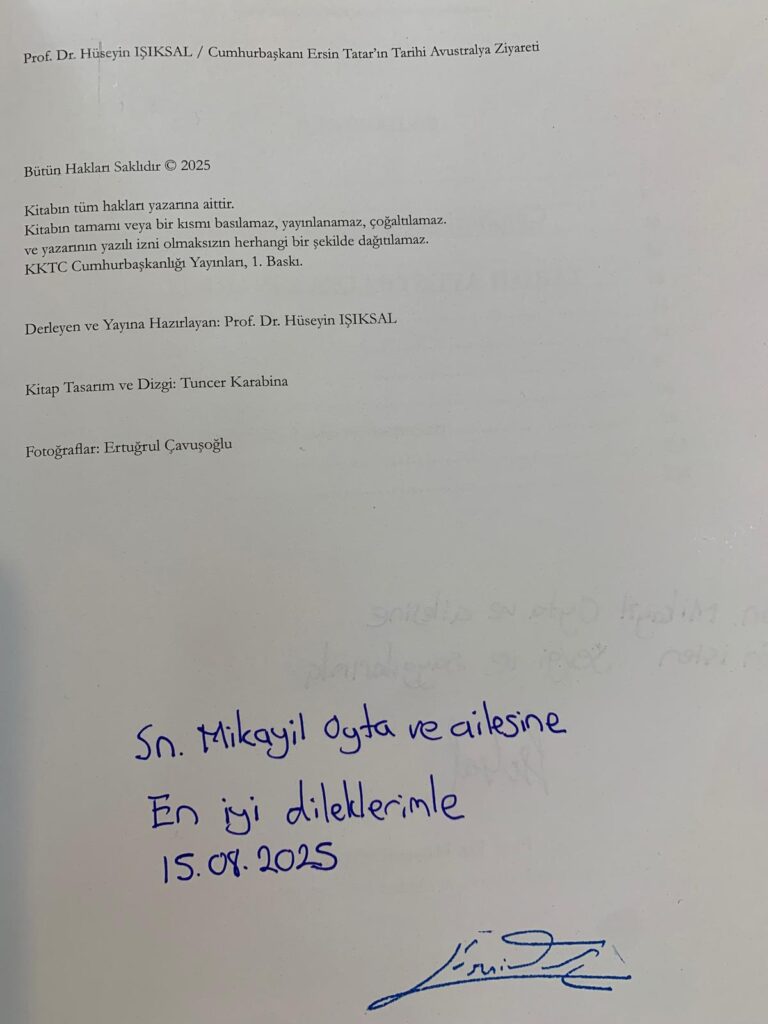 Prof. Dr. Hüseyin IŞIKSAL / Cumhurbaşkanı Ersin Tatar'ın Tarihi Avustralya Ziyareti
Bütün Hakları Saklıdır © 2025
Kitabın tüm hakları yazarına aittir.
Kitabın tamamı veya bir kısmı basılamaz, yayınlanamaz, çoğaltılamaz.
ve yazarının yazılı izni olmaksızın herhangi bir şekilde dağıtılamaz.
KKTC Cumhurbaşkanlığı Yayınları, 1. Baskı.
Derleyen ve Yayına Hazırlayan: Prof. Dr. Hüseyin IŞIKSAL
Kitap Tasarım ve Dizgi: Tuncer Karabina
Fotoğraflar: Ertuğrul Çavuşoğlu
Sn. Mikayil Oyta ve ailesine
En iyi dileklerimle
15.08.2025